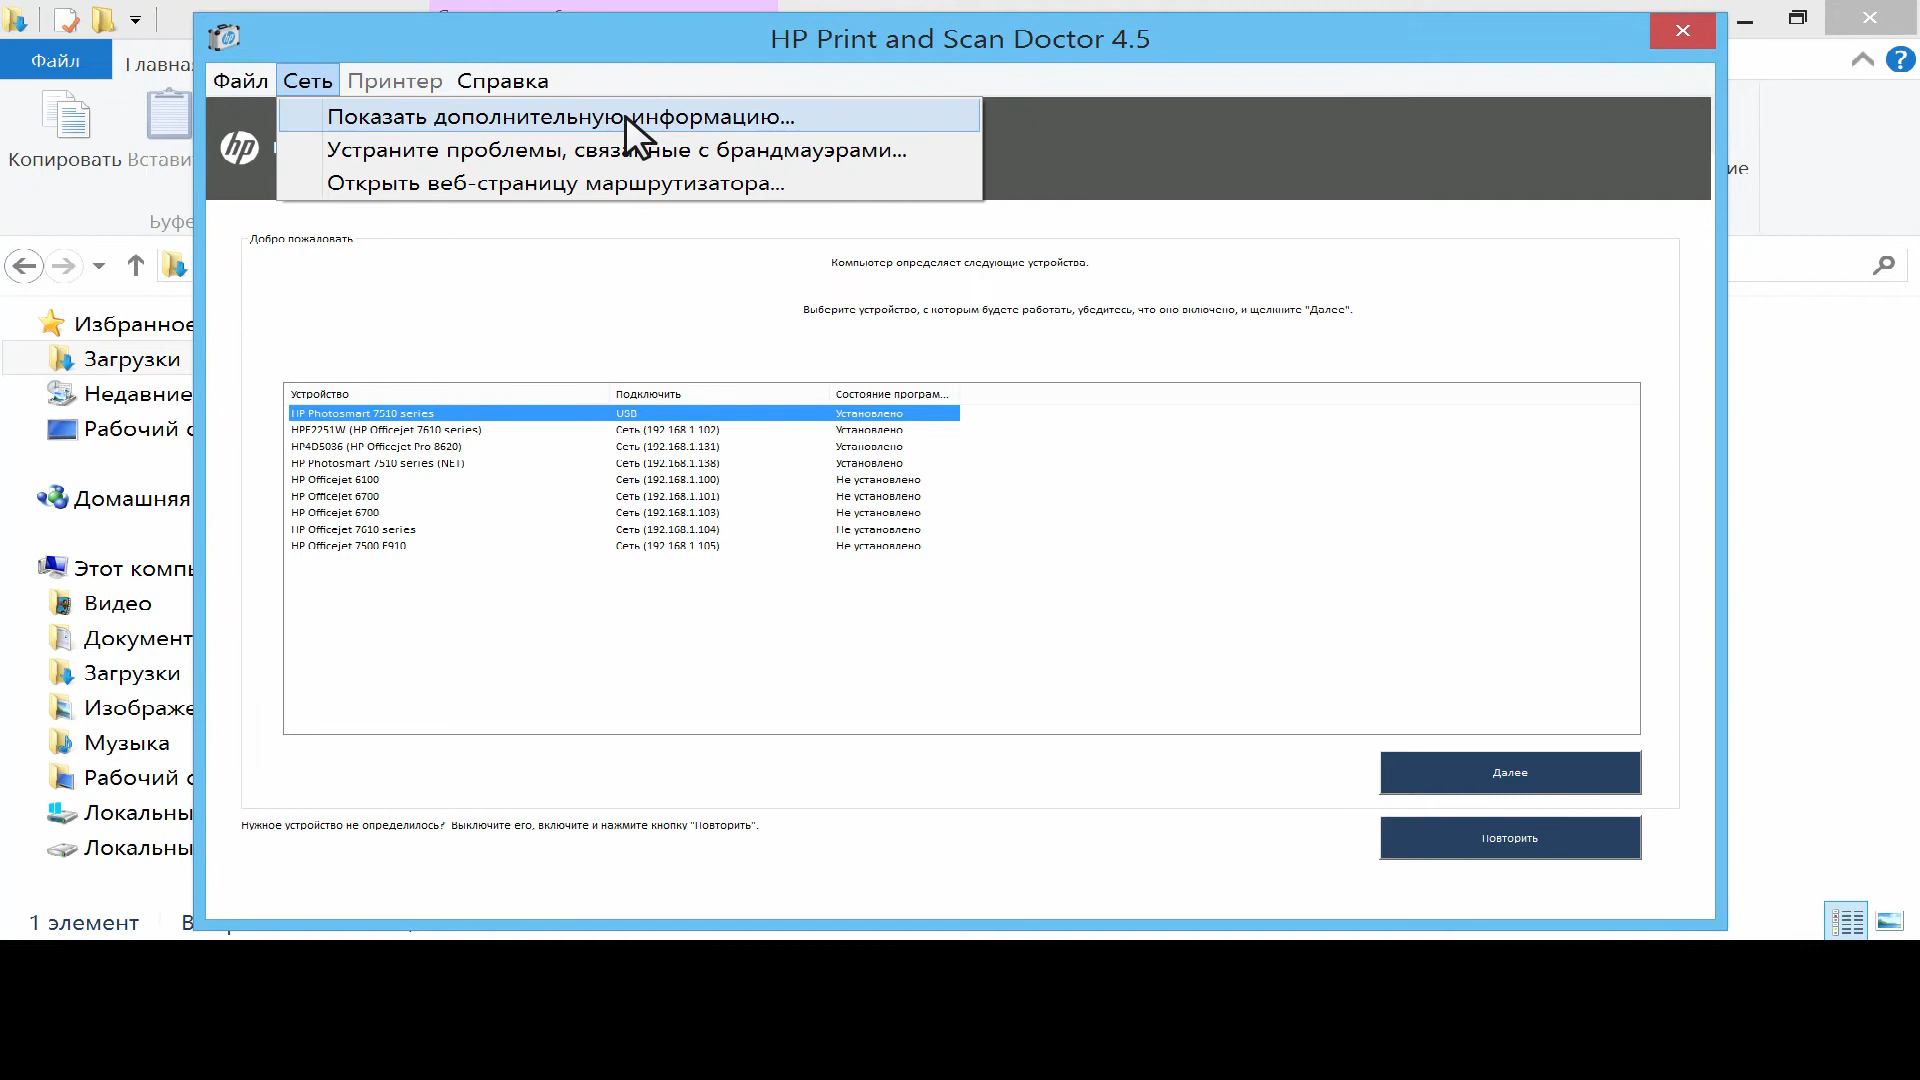 HP Print and Scan Doctor 4.5
Файл
Главна
Файл Сеть Принтер Справка
Показать дополнительную информацию...
Устраните проблемы, связанные с брандмауэрами...
Открыть веб-страницу маршрутизатора...
hp
Копировать Встави
Буфе
Добро пожаловать
Компьютер определяет следующие устройства.
Выберите устройство, с которым будете работать, убедитесь, что оно включено, и щелкните "Далее".
Устройство Подключить Состояние програм...
HP Photosmart 7510 series USB Установлено
HPF2251W (HP Officejet 7610 series) Сеть (192.168.1.102) Установлено
HP4D5036 (HP Officejet Pro 8620) Сеть (192.168.1.131) Установлено
HP Photosmart 7510 series (NET) Сеть (192.168.1.138) Установлено
HP Officejet 6100 Сеть (192.168.1.100) Не установлено
HP Officejet 6700 Сеть (192.168.1.101) Не установлено
HP Officejet 6700 Сеть (192.168.1.103) Не установлено
HP Officejet 7610 series Сеть (192.168.1.104) Не установлено
HP Officejet 7500 E910 Сеть (192.168.1.105) Не установлено
Далее
Нужное устройство не определилось? Выключите его, включите и нажмите кнопку "Повторить".
Повторить
Избранное
Загрузки
Недавние
Рабочий с
Домашняя
Этот компь
Видео
Документ
Загрузки
Изображе
Музыка
Рабочий с
Локальны
Локальны
1 элемент